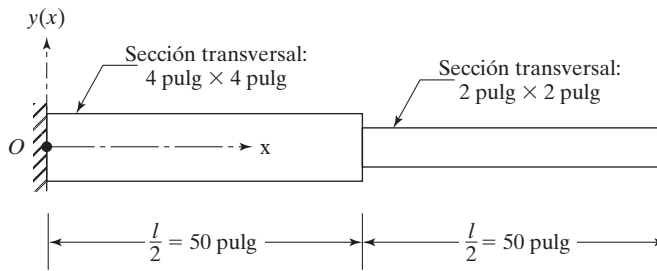 y(x)
Sección transversal:
4 pulg × 4 pulg
Sección transversal:
2 pulg × 2 pulg
O
x
l/2 = 50 pulg
l/2 = 50 pulg